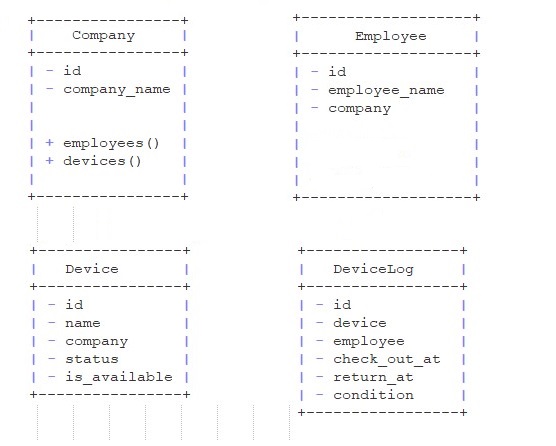 Company
- id
- company_name
+ employees()
+ devices()
Employee
- id
- employee_name
- company
Device
- id
- name
- company
- status
- is_available
DeviceLog
- id
- device
- employee
- check_out_at
- return_at
- condition